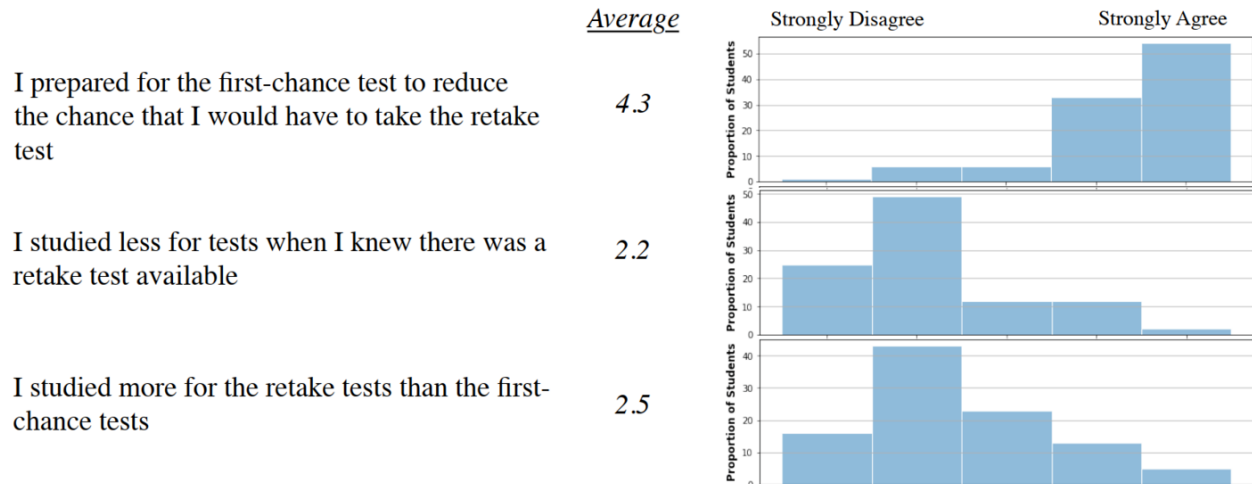 Average
Strongly Disagree
Strongly Agree
I prepared for the first-chance test to reduce
the chance that I would have to take the retake
test
4.3
Proportion of Students
50
40
30
20
10
0
I studied less for tests when I knew there was a
retake test available
2.2
Proportion of Students
50
40
30
20
10
0
I studied more for the retake tests than the first-
chance tests
2.5
Proportion of Students
40
30
20
10
0